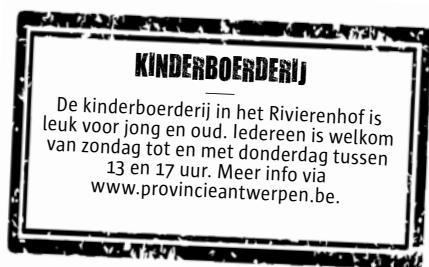 KINDERBOERDERIJ
De kinderboerderij in het Rivierenhof is
leuk voor jong en oud. Iedereen is welkom
van zondag tot en met donderdag tussen
13 en 17 uur. Meer info via
www.provincieantwerpen.be.